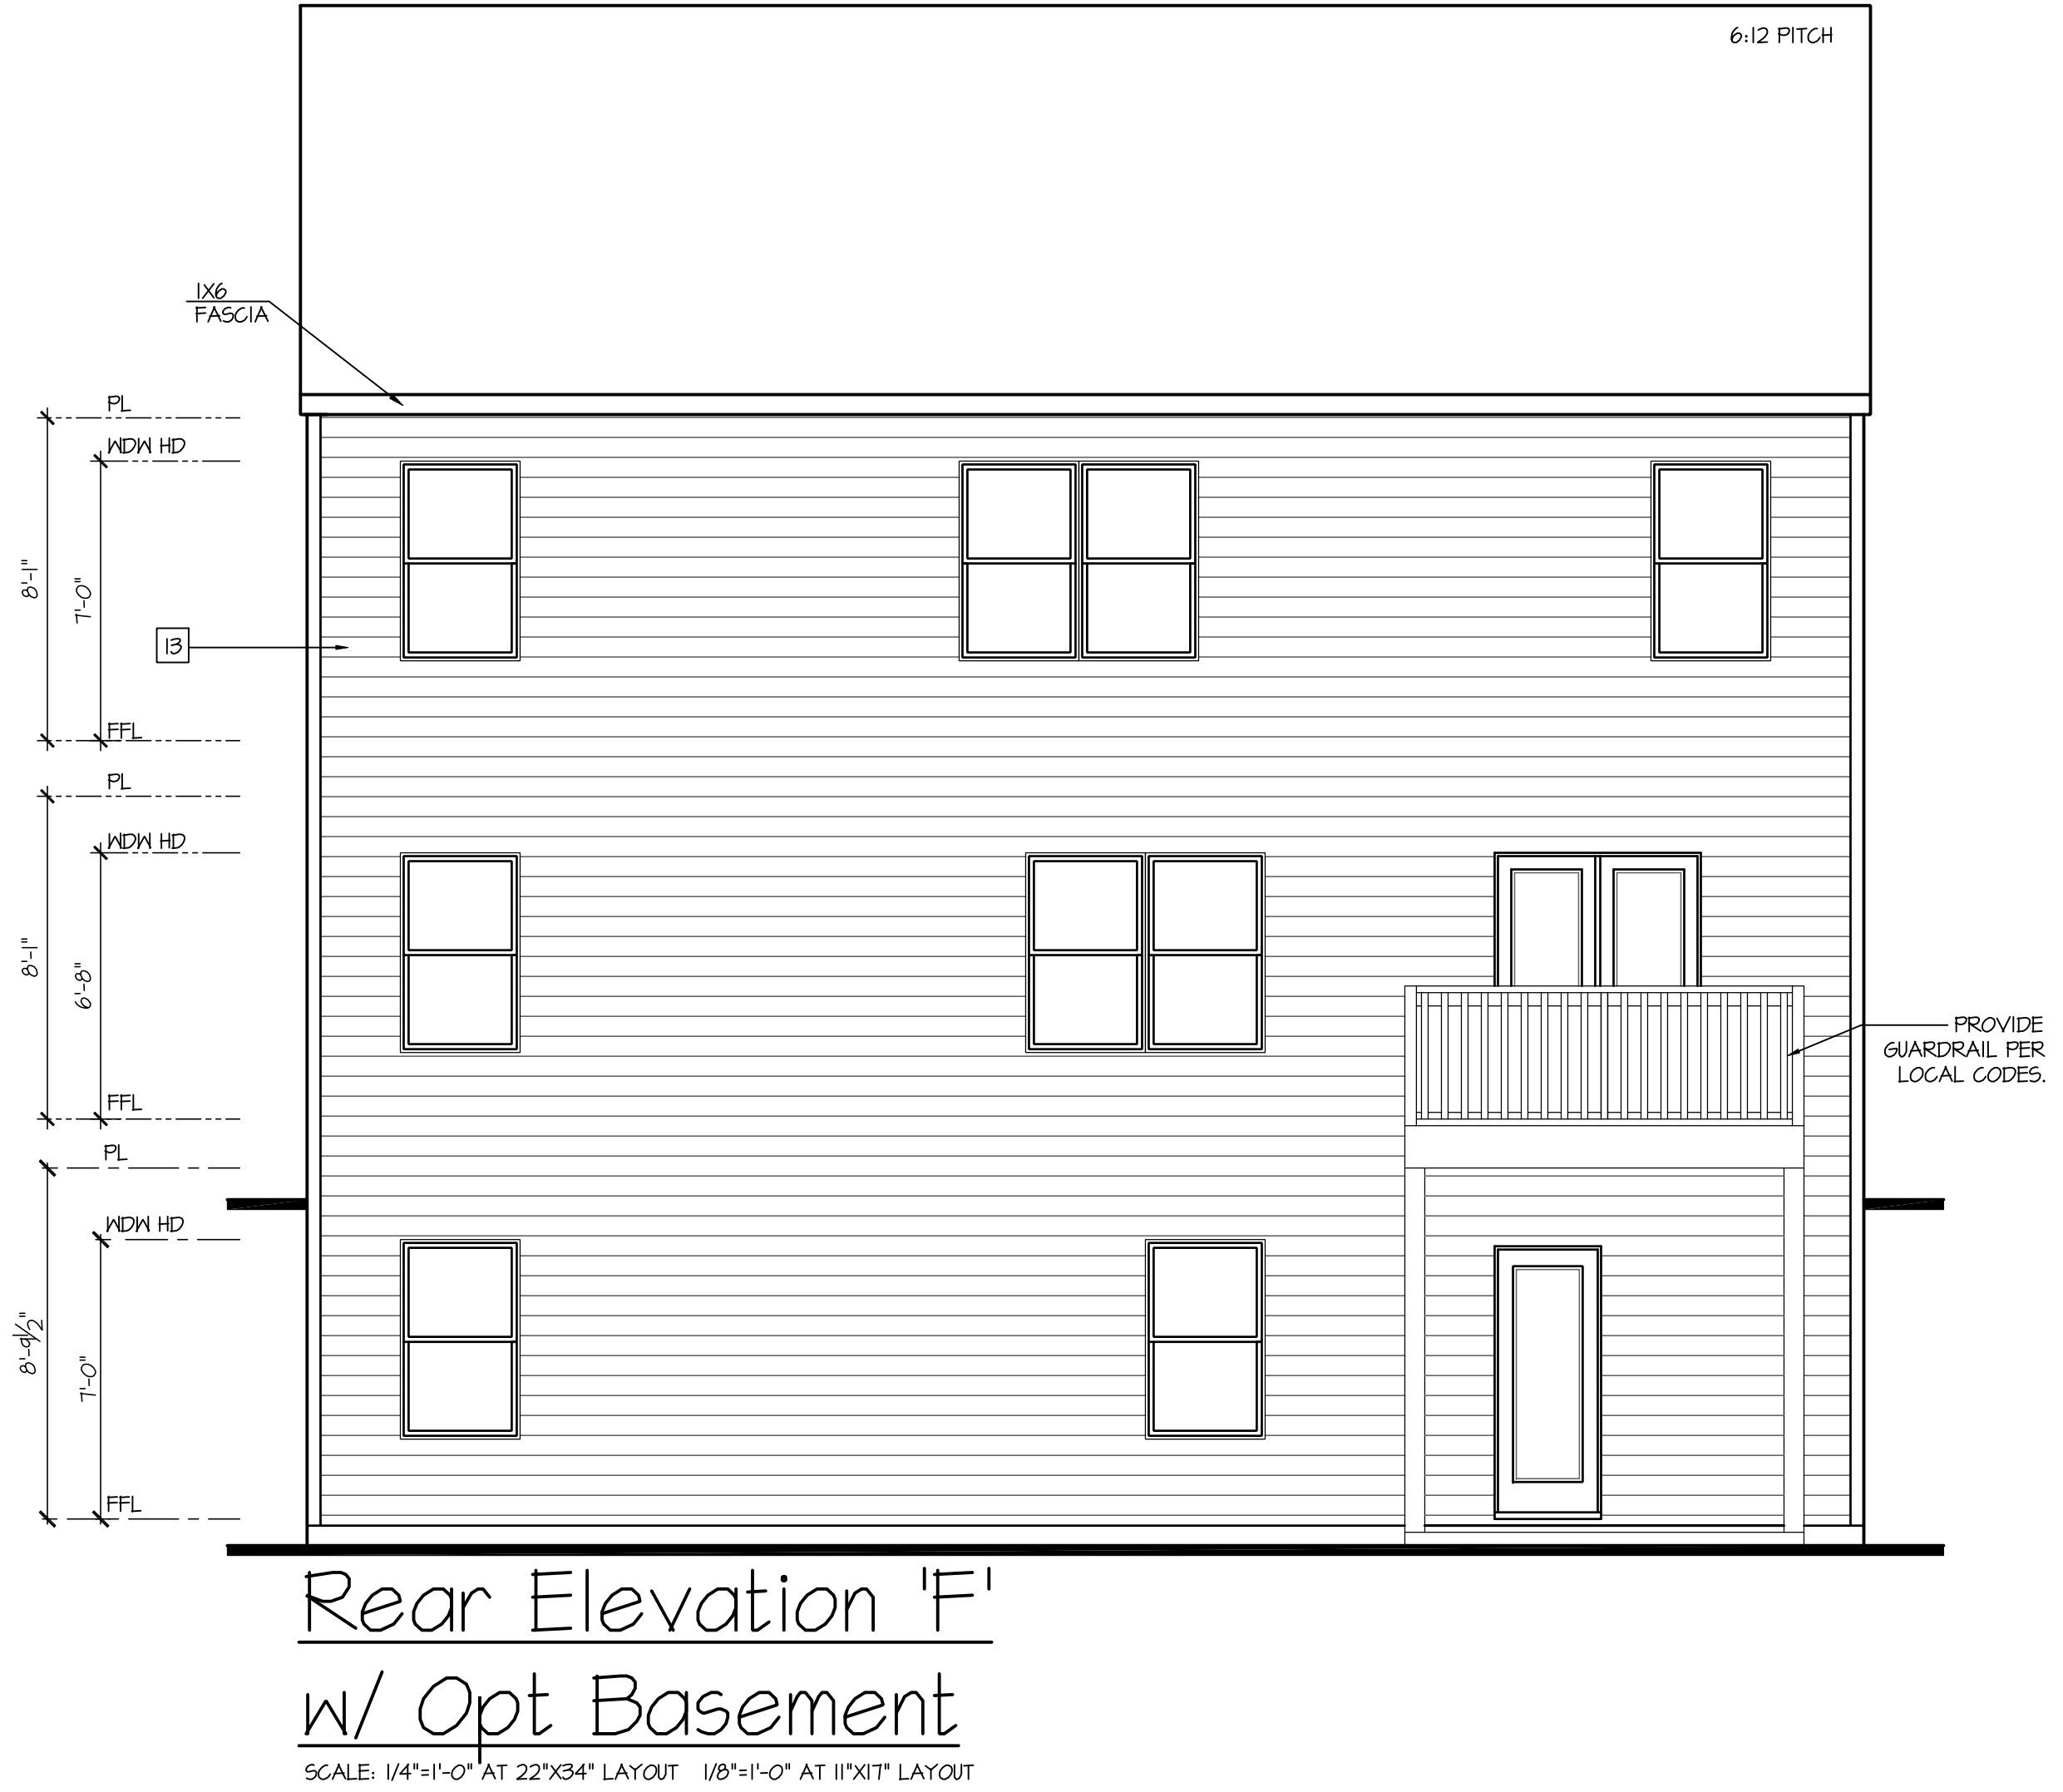 6:12 PITCH
1X6
FASCIA
PL
WDW HD
8'-1"
7'-0"
13
FFL
PL
WDW HD
8'-1"
6'-8"
FFL
PROVIDE
GUARDRAIL PER
LOCAL CODES.
PL
WDW HD
8'-9½"
7'-0"
FFL
Rear Elevation 'F'
w/ Opt Basement
SCALE: 1/4"=1'-0" AT 22"X34" LAYOUT 1/8"=1'-0" AT 11"X17" LAYOUT